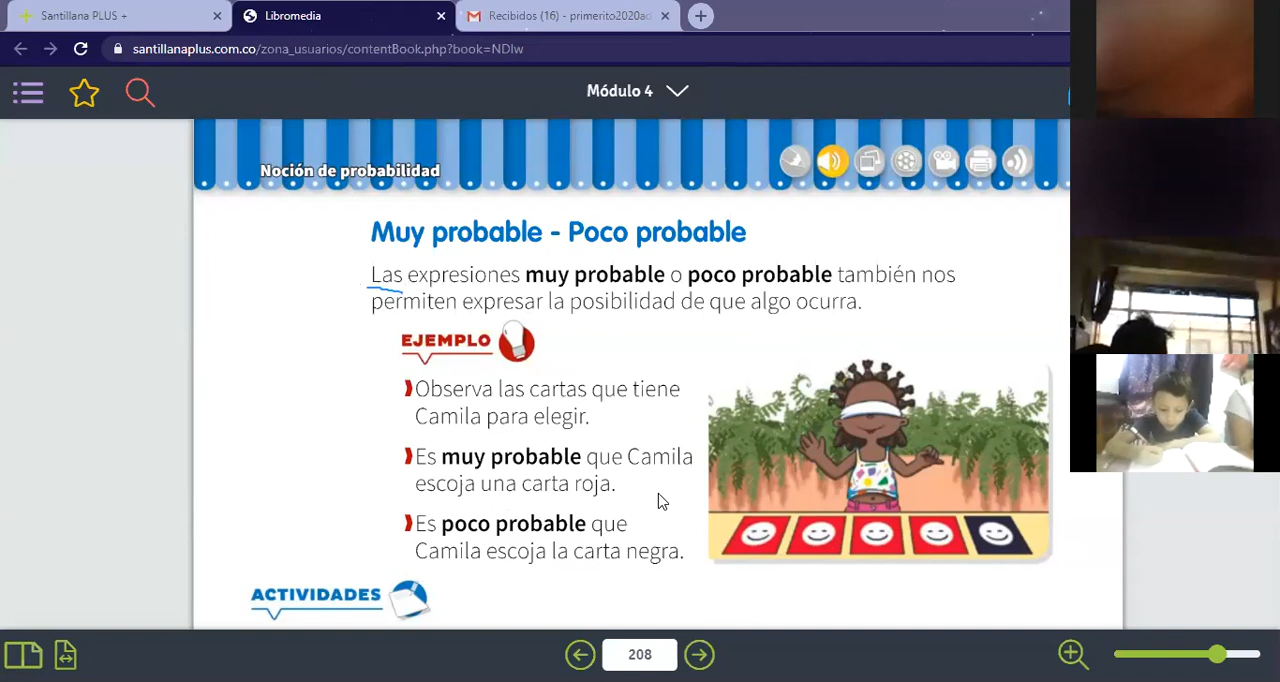 Santillana PLUS +
Libromedia
Recibidos (16) - primerito2020ad
santillanaplus.com.co/zona_usuarios/contentBook.php?book=NDIw
Módulo 4
Noción de probabilidad
Muy probable - Poco probable
Las expresiones muy probable o poco probable también nos
permiten expresar la posibilidad de que algo ocurra.
EJEMPLO
Observa las cartas que tiene
Camila para elegir.
Es muy probable que Camila
escoja una carta roja.
Es poco probable que
Camila escoja la carta negra.
ACTIVIDADES
208